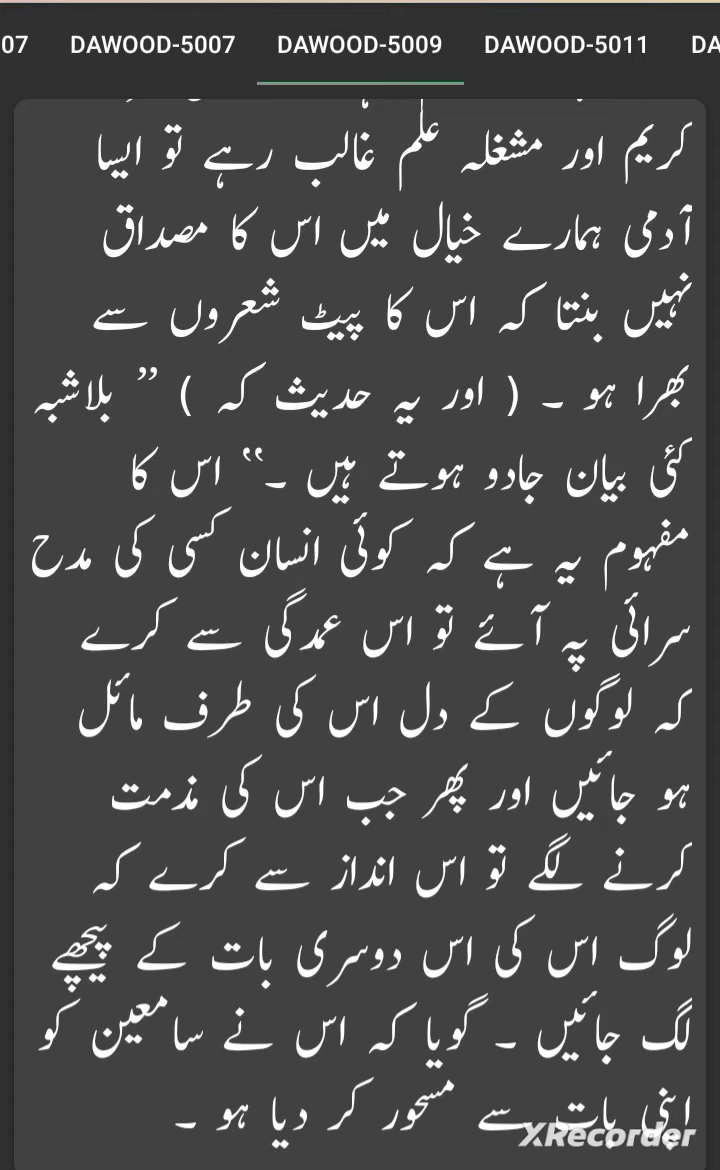 07 DAWOOD-5007 DAWOOD-5009 DAWOOD-5011 DA
کریم اور مشغلہ علم غالب رہے تو ایسا
آدمی ہمارے خیال میں اس کا مصداق
نہیں بنتا کہ اس کا پیٹ شعروں سے
بھرا ہو ۔ ( اور یہ حدیث کہ ) ” بلاشبہ
کئی بیان جادو ہوتے ہیں ۔“ اس کا
مفہوم یہ ہے کہ کوئی انسان کسی کی مدح
سرائی پہ آئے تو اس عمدگی سے کرے
کہ لوگوں کے دل اس کی طرف مائل
ہو جائیں اور پھر جب اس کی مذمت
کرنے لگے تو اس انداز سے کرے کہ
لوگ اس کی اس دوسری بات کے پیچھے
لگ جائیں ۔ گویا کہ اس نے سامعین کو
اپنی بات سے مسحور کر دیا ہو ۔
XRecorder